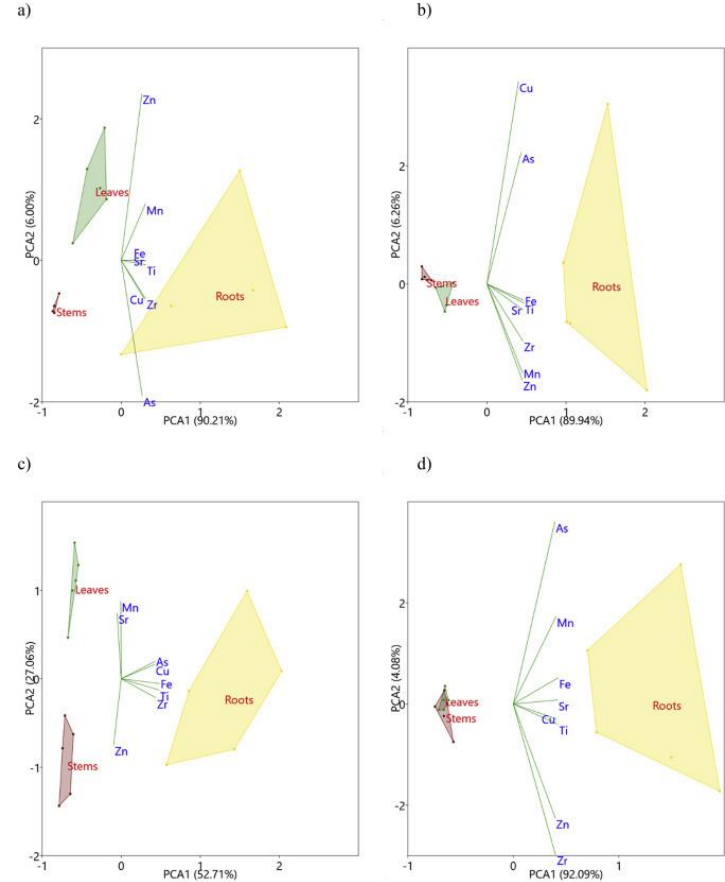 a)
b)
2
0
-2
-1
0
1
2
PCA2 (6.00%)
PCA1 (90.21%)
Zn
Mn
Fe
Sr
Ti
Cu
Zr
As
Leaves
Stems
Roots
2
0
-2
-1
0
1
2
PCA2 (6.26%)
PCA1 (89.94%)
Cu
As
Fe
Sr Ti
Zr
Mn
Zn
Stems
Leaves
Roots
c)
d)
1
0
-1
-2
-1
0
1
2
PCA2 (27.06%)
PCA1 (52.71%)
Mn
Sr
As
Cu
Fe
Ti
Zr
Zn
Leaves
Stems
Roots
2
0
-2
-1
0
1
PCA2 (4.08%)
PCA1 (92.09%)
As
Mn
Fe
Sr
Cu
Ti
Zn
Zr
Leaves
Stems
Roots